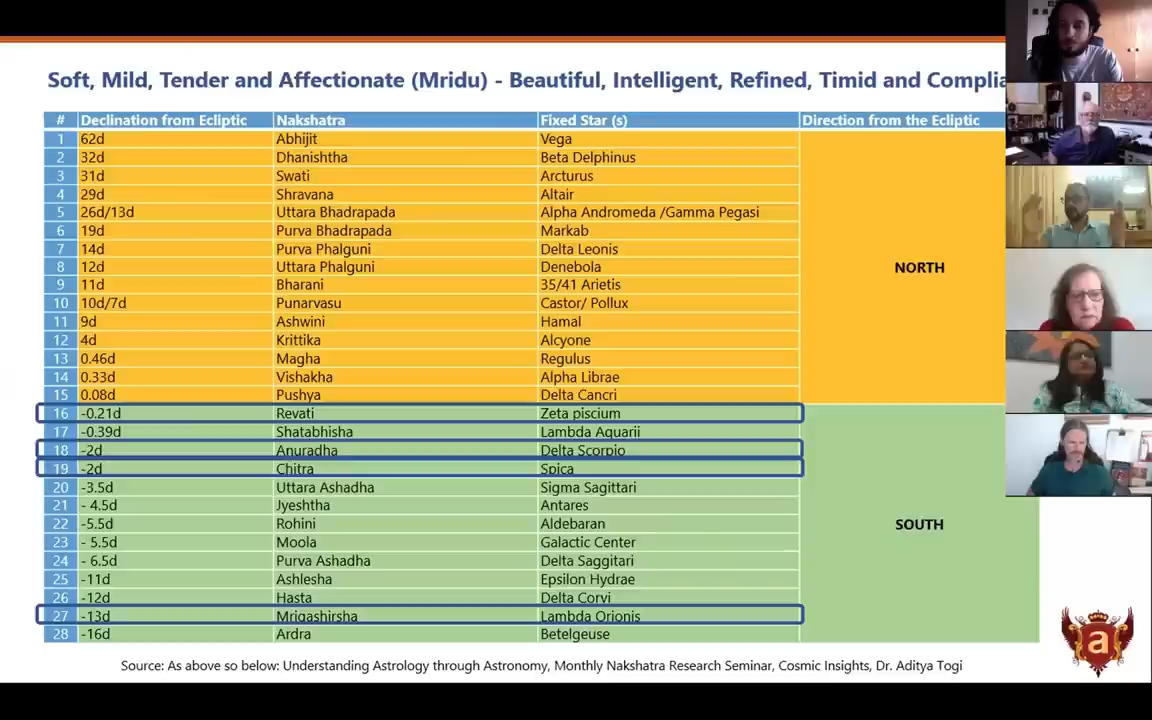 Soft, Mild, Tender and Affectionate (Mridu) - Beautiful, Intelligent, Refined, Timid and Complia
# Declination from Ecliptic Nakshatra Fixed Star (s) Direction from the Ecliptic
1 62d Abhijit Vega
2 32d Dhanishtha Beta Delphinus
3 31d Swati Arcturus
4 29d Shravana Altair
5 26d/13d Uttara Bhadrapada Alpha Andromeda /Gamma Pegasi
6 19d Purva Bhadrapada Markab
7 14d Purva Phalguni Delta Leonis
8 12d Uttara Phalguni Denebola NORTH
9 11d Bharani 35/41 Arietis
10 10d/7d Punarvasu Castor/ Pollux
11 9d Ashwini Hamal
12 4d Krittika Alcyone
13 0.46d Magha Regulus
14 0.33d Vishakha Alpha Librae
15 0.08d Pushya Delta Cancri
16 -0.21d Revati Zeta piscium
17 -0.39d Shatabhisha Lambda Aquarii
18 -2d Anuradha Delta Scorpio
19 -2d Chitra Spica
20 -3.5d Uttara Ashadha Sigma Sagittari
21 - 4.5d Jyeshtha Antares
22 -5.5d Rohini Aldebaran SOUTH
23 - 5.5d Moola Galactic Center
24 - 6.5d Purva Ashadha Delta Saggitari
25 -11d Ashlesha Epsilon Hydrae
26 -12d Hasta Delta Corvi
27 -13d Mrigashirsha Lambda Orionis
28 -16d Ardra Betelgeuse
Source: As above so below: Understanding Astrology through Astronomy, Monthly Nakshatra Research Seminar, Cosmic Insights, Dr. Aditya Togi
a